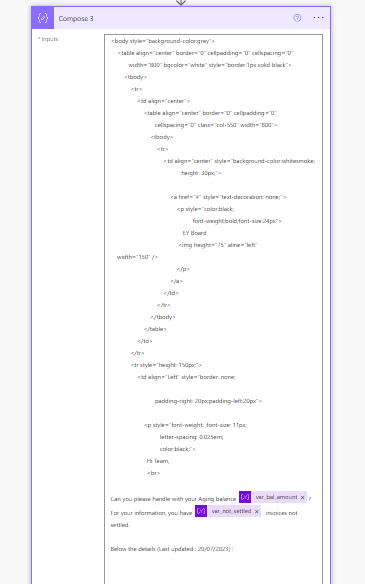 Compose 3
* Inputs
<body style="background-color:grey">
<table align="center" border="0" cellpadding="0" cellspacing="0"
width="800" bgcolor="white" style="border:1px solid black">
<tbody>
<tr>
<td align="center">
<table align="center" border="0" cellpadding="0"
cellspacing="0" class="col-550" width="800">
<tbody>
<tr>
<td align="center" style="background-color:whitesmoke;
height: 30px;">
<a href="#" style="text-decoration: none;">
<p style="color:black;
font-weight:bold;font-size:24px">
EY Board
<img height="75" aline="left"
width="150" />
</p>
</a>
</td>
</tr>
</tbody>
</table>
</td>
</tr>
<tr style="height: 150px;">
<td align="Left" style="border: none;
padding-right: 20px;padding-left:20px">
<p style="font-weight: ;font-size: 11px;
letter-spacing: 0.025em;
color:black;">
Hi Team,
<br>
Can you please handle with your Aging balance var_bal_amount × ?
For your information, you have var_not_settled × invoices not
settled.
Below the details (Last updated : 20/07/2023) :